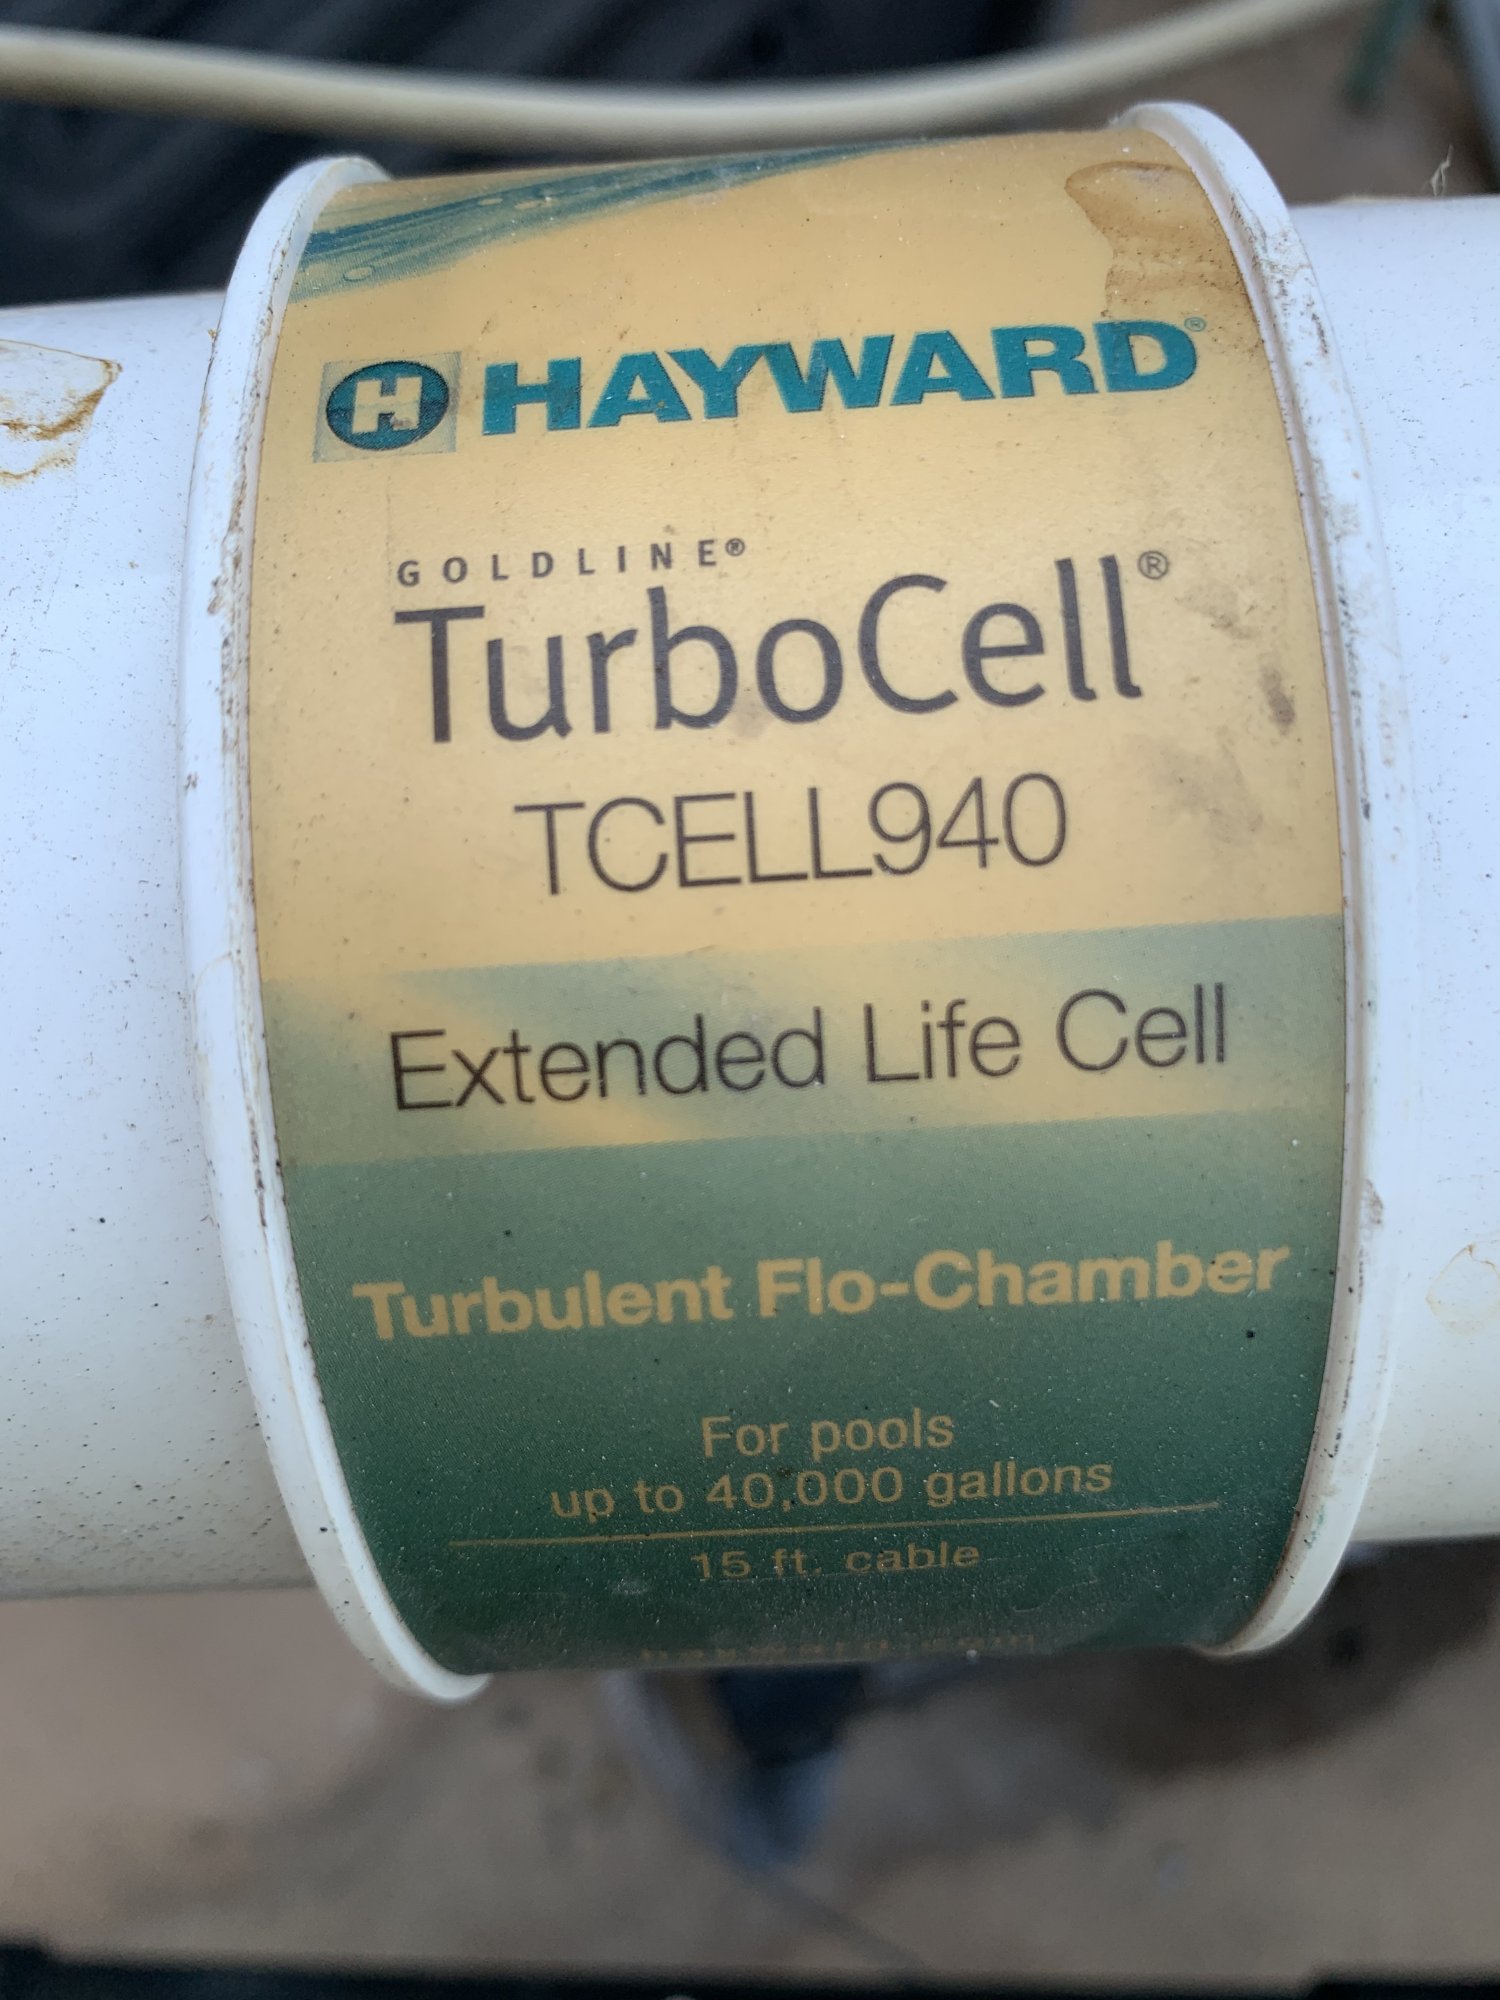 H HAYWARD®
GOLDLINE®
TurboCell®
TCELL940
Extended Life Cell
Turbulent Flo-Chamber
For pools
up to 40,000 gallons
15 ft. cable